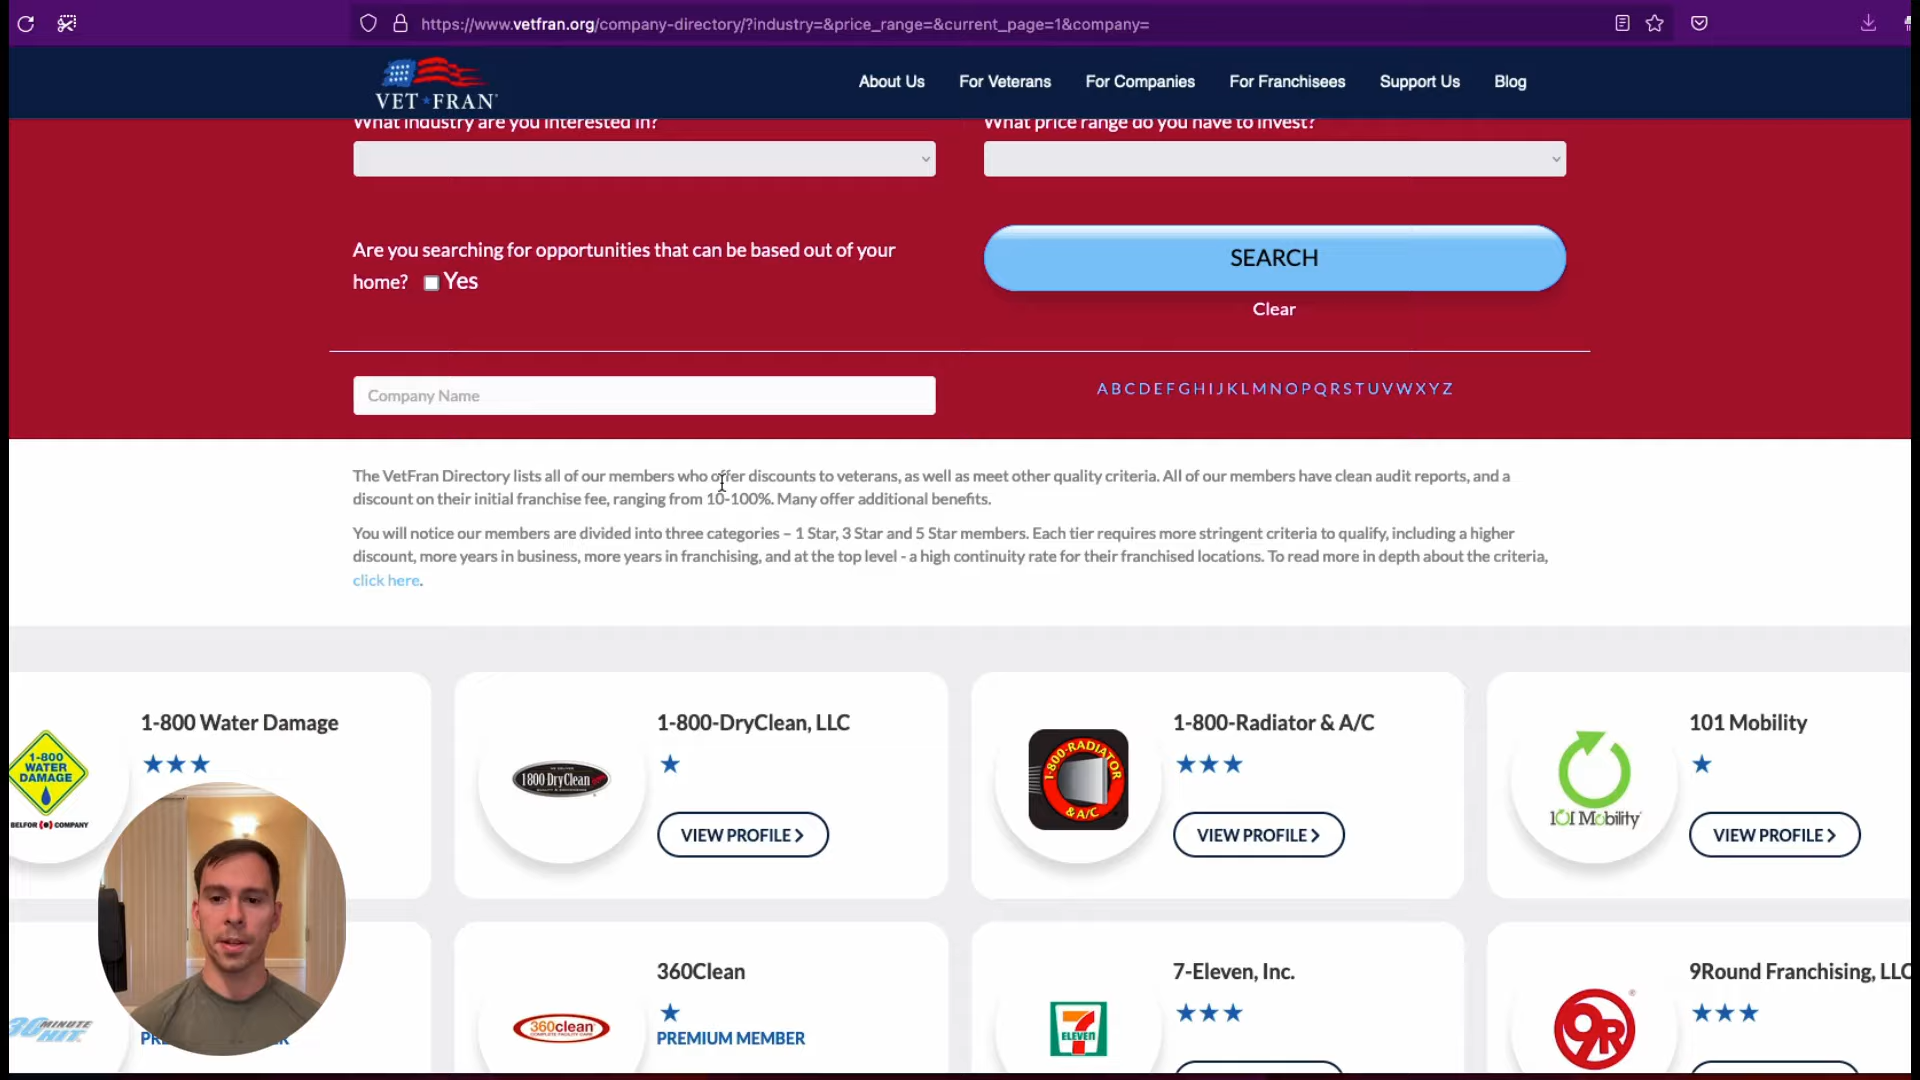 https://www.vetfran.org/company-directory/?industry=&price_range=&current_page=1&company=
VET FRAN
About Us
For Veterans
For Companies
For Franchisees
Support Us
Blog
What industry are you interested in?
What price range do you have to invest?
Are you searching for opportunities that can be based out of your
home? Yes
SEARCH
Clear
Company Name
A B C D E F G H I J K L M N O P Q R S T U V W X Y Z
The VetFran Directory lists all of our members who offer discounts to veterans, as well as meet other quality criteria. All of our members have clean audit reports, and a
discount on their initial franchise fee, ranging from 10-100%. Many offer additional benefits.
You will notice our members are divided into three categories – 1 Star, 3 Star and 5 Star members. Each tier requires more stringent criteria to qualify, including a higher
discount, more years in business, more years in franchising, and at the top level - a high continuity rate for their franchised locations. To read more in depth about the criteria,
click here.
1-800 Water Damage
1-800
WATER
DAMAGE
BELFOR COMPANY
1-800-DryClean, LLC
1800 DryClean
VIEW PROFILE
1-800-Radiator & A/C
1-800-RADIATOR
& A/C
VIEW PROFILE
101 Mobility
101 Mobility
VIEW PROFILE
30 MINUTE
HIT
360Clean
360clean
PREMIUM MEMBER
7-Eleven, Inc.
7
ELEVEN
9Round Franchising, LLC
9R